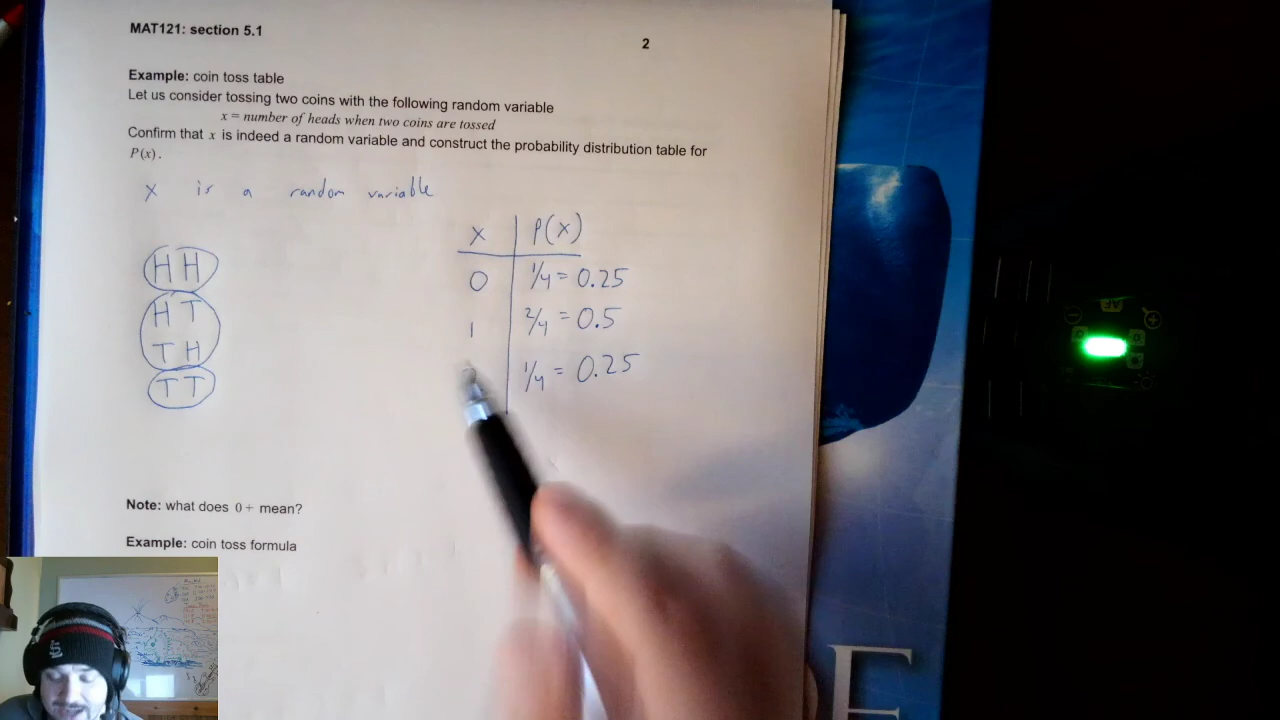 MAT121: section 5.1
2
Example: coin toss table
Let us consider tossing two coins with the following random variable
x = number of heads when two coins are tossed
Confirm that x is indeed a random variable and construct the probability distribution table for
P(x).
x is a random variable
x P(x)
HH
0 1/4 = 0.25
HT
1 2/4 = 0.5
TH
1/4 = 0.25
TT
Note: what does 0+ mean?
Example: coin toss formula
E